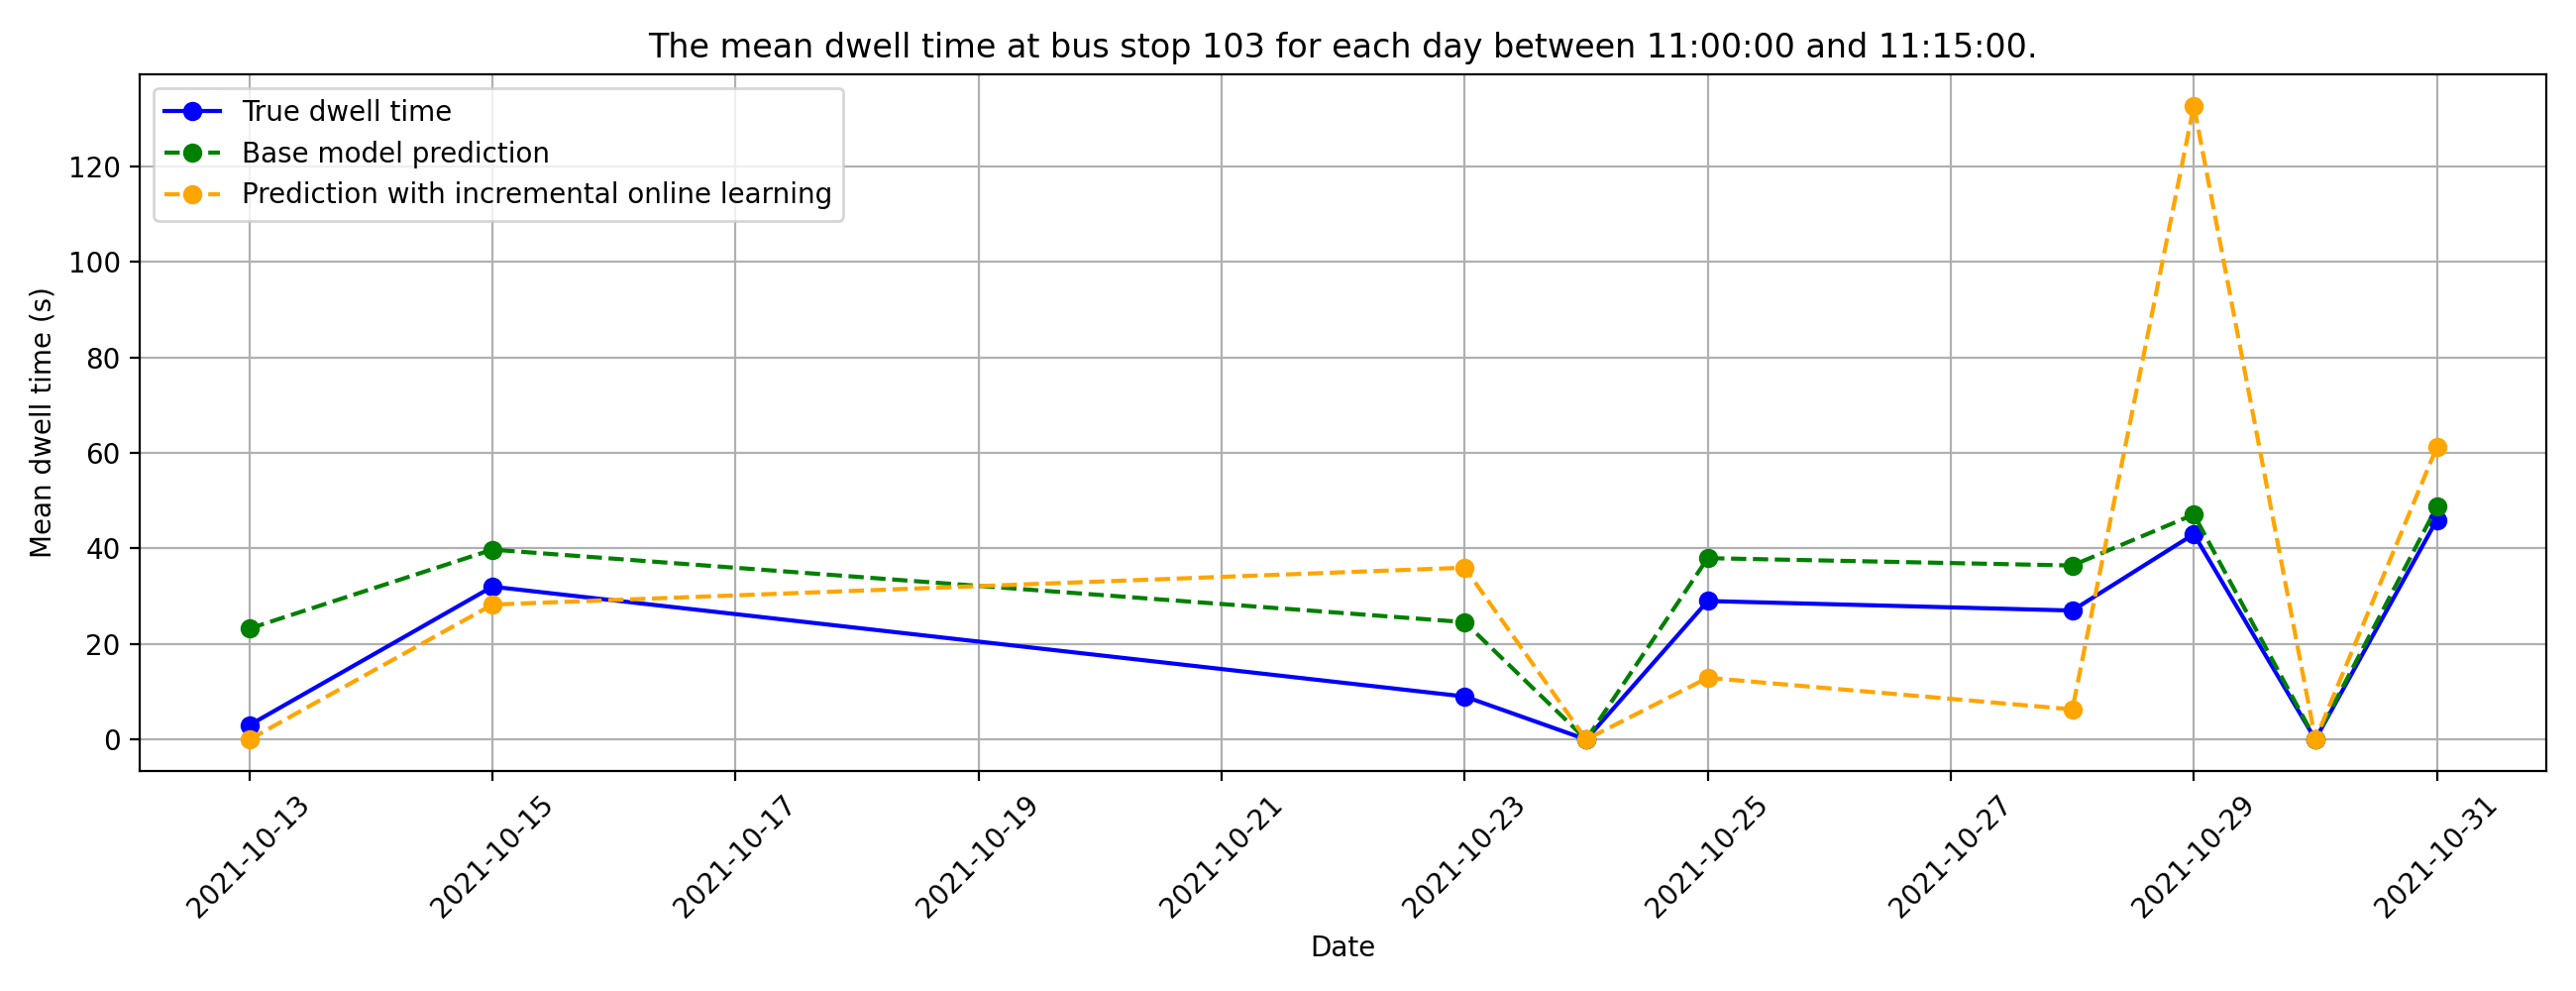 The mean dwell time at bus stop 103 for each day between 11:00:00 and 11:15:00.
True dwell time
Base model prediction
Prediction with incremental online learning
Mean dwell time (s)
120
100
80
60
40
20
0
2021-10-13
2021-10-15
2021-10-17
2021-10-19
2021-10-21
2021-10-23
2021-10-25
2021-10-27
2021-10-29
2021-10-31
Date